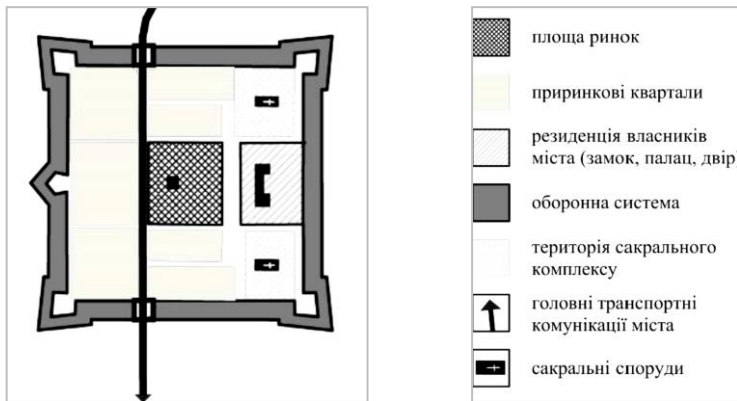 площа ринок
приринкові квартали
резиденція власників
міста (замок, палац, двір)
оборонна система
територія сакрального
комплексу
головні транспортні
комунікації міста
сакральні споруди